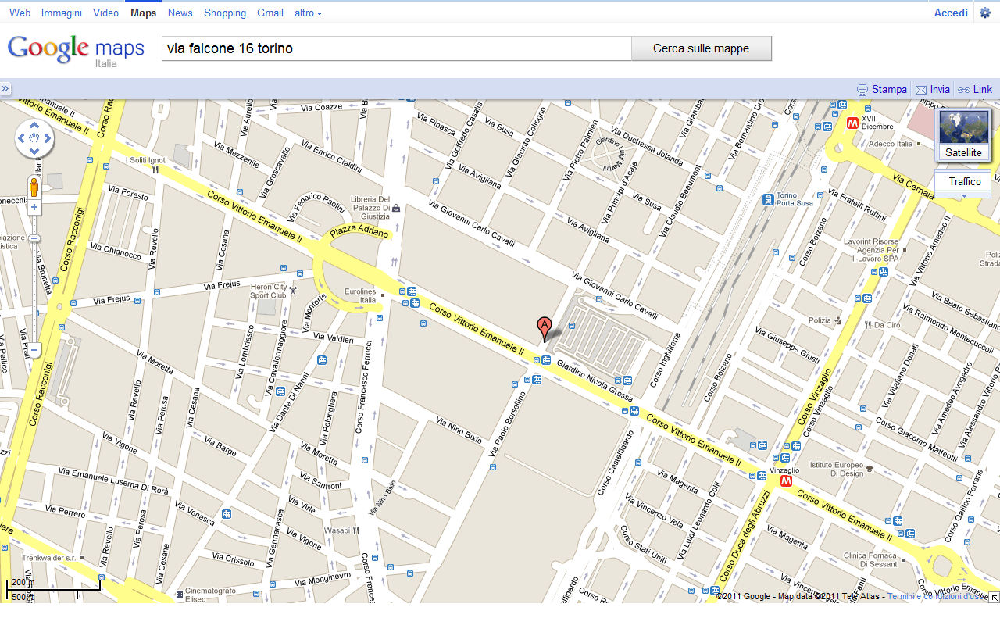 Web Immagini Video Maps News Shopping Gmail altro
Accedi
Google maps
Italia
via falcone 16 torino
Cerca sulle mappe
Stampa Invia Link
Satellite
Traffico
Corso Vittorio Emanuele II
Via Coazze
Via Aurelio
Via Pinasca
Via Susa
Via Goffredo Casalis
Via Giacinto Collegno
Via Pietro Palmieri
Giardino Luigi Martini
Via Duchessa Jolanda
Via Bernardino Dro
XVIII
Dicembre
Adecco Italia
Via Cernaia
I Soliti Ignoti
Via Mezzenile
Via Enrico Cialdini
Via Groscavallo
Via Foresto
Via Federico Paolini
Libreria Del
Palazzo Di
Giustizia
Via Avigliana
Via Principi d'Acaja
Via Susa
Via Claudio Beaumont
Via Avigliana
Torino
Porta Susa
Via Fratelli Ruffini
Corso Bolzano
Corso Vittorio Emanuele II
Piazza Adriano
Via Giovanni Carlo Cavalli
Corso Racconigi
Via Chianocco
Via Revello
Via Cesana
Via Brunetta
Lavorint Risorse
Agenzia Per
Il Lavoro SPA
Via Vittorio Amedeo II
Via Giovanni Carlo Cavalli
Via Frejus
Via Frejus
Heron City
Sport Club
Eurolines
Italia
Via Monforte
Corso Vittorio Emanuele II
A
Via Beato Sebastian
Via Raimondo Montecuccoli
Polizia
Da Ciro
Via Giuseppe Giusti
Via Valdieri
Via Lombriasco
Via Cavallermaggiore
Via Dante Di Nanni
Via Moretta
Giardino Nicola Grossa
Corso Inghilterra
Corso Bolzano
Corso Vinzaglio
Corso Vinzaglio
Via Vitaliano Donati
Via Amedeo Avogadro
Via Alessandro Vittorio P
Corso Racconigi
Via Revello
Via Perosa
Via Cesana
Via Polonghera
Corso Francesco Ferrucci
Via Paolo Borsellino
Via Nino Bixio
Corso Vittorio Emanuele II
Corso Giacomo Matteotti
Via Vigone
Via Barge
Via Moretta
Corso Castelfidardo
Istituto Europeo
Di Design
Vinzaglio
Via Emanuele Luserna Di Rorà
Via Sanfront
Via Nino Bixio
Via Magenta
Via Vincenzo Vela
Via Luigi Leonardo Colli
Corso Duca degli Abruzzi
Corso Vittorio Emanuele II
Corso Galileo Ferraris
Via Perrero
Via Venasca
Via Virle
Via Vigone
Wasabi
Via Revello
Via Perosa
Via Cesana
Via Germanasca
Corso Stati Uniti
Via Magenta
Clinica Fornaca
Di Sessant
Trenkwalder s.r.l
Via Crissolo
Via Monginevro
Cinematografo
Eliseo
200 m
500 ft
©2011 Google - Map data ©2011 Tele Atlas - Termini e condizioni d'uso